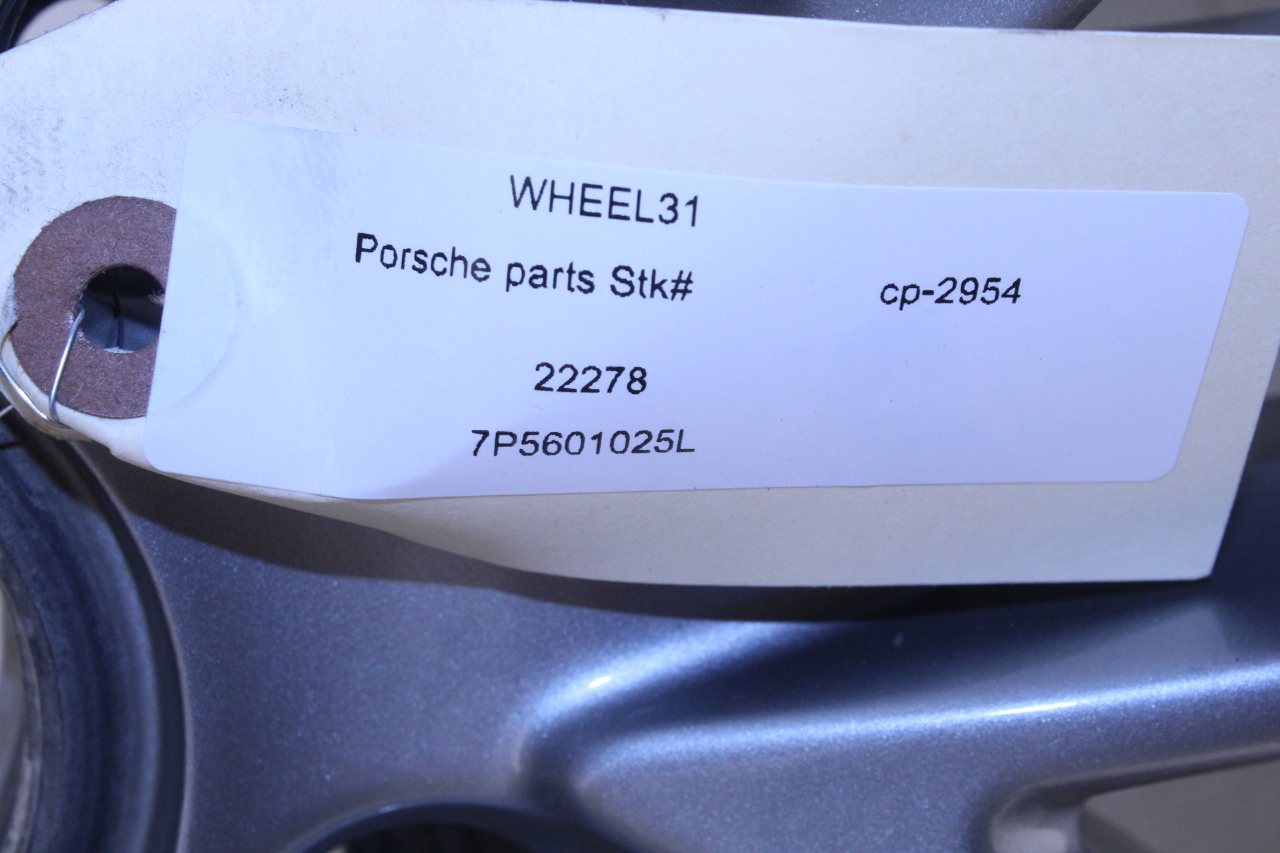 WHEEL31
Porsche parts Stk# cp-2954
22278
7P5601025L